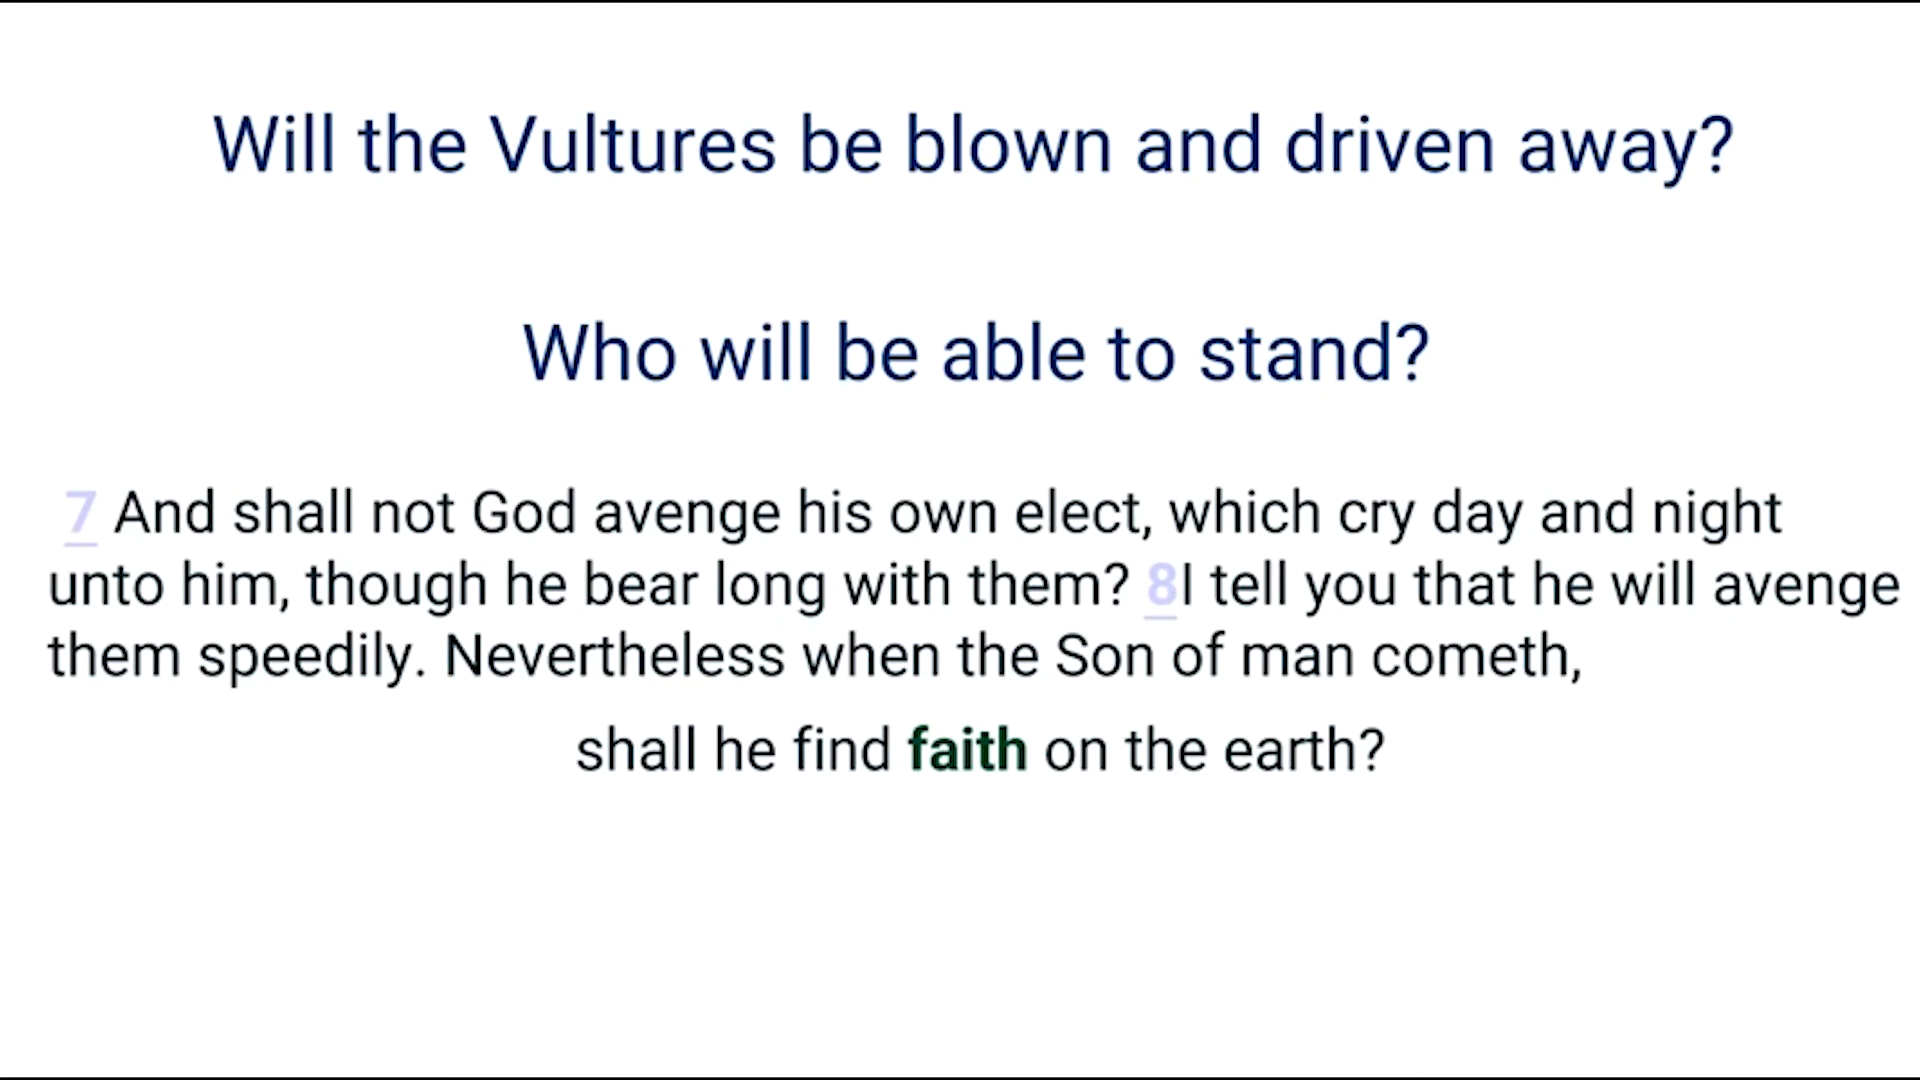 Will the Vultures be blown and driven away?
Who will be able to stand?
7 And shall not God avenge his own elect, which cry day and night
unto him, though he bear long with them? 8I tell you that he will avenge
them speedily. Nevertheless when the Son of man cometh,
shall he find faith on the earth?